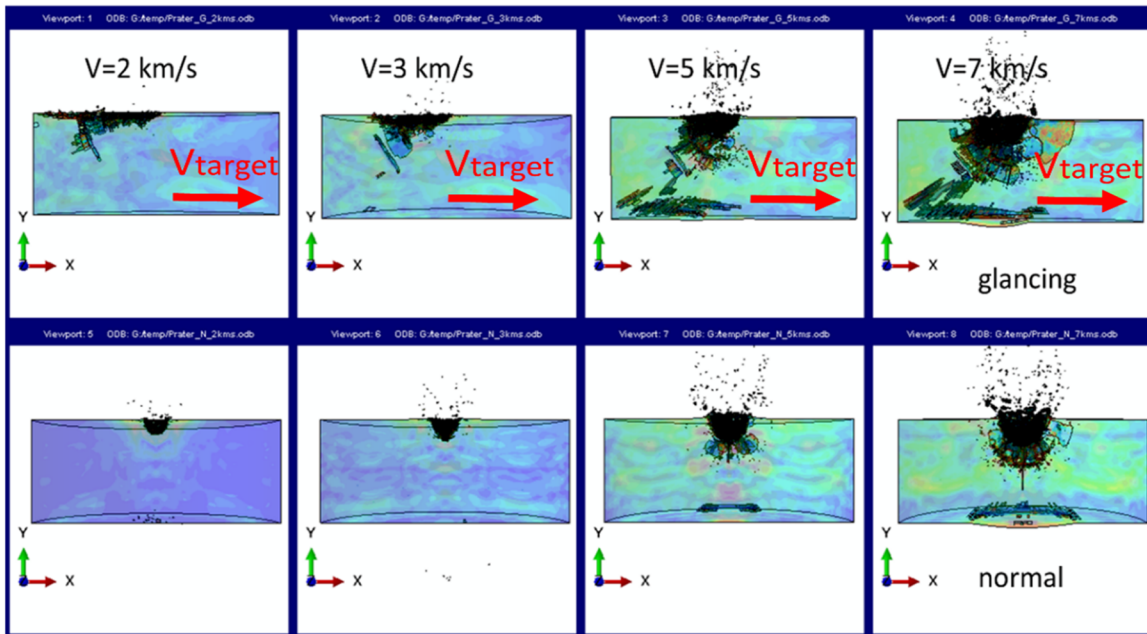 Viewport: 1 ODB: G:/temp/Prater_G_2kms.odb
Viewport: 2 ODB: G:/temp/Prater_G_3kms.odb
Viewport: 3 ODB: G:/temp/Prater_G_5kms.odb
Viewport: 4 ODB: G:/temp/Prater_G_7kms.odb
V=2 km/s
V=3 km/s
V=5 km/s
V=7 km/s
Vtarget
Vtarget
Vtarget
Vtarget
Y
X
Y
X
Y
X
Y
X
glancing
Viewport: 5 ODB: G:/temp/Prater_N_2kms.odb
Viewport: 6 ODB: G:/temp/Prater_N_3kms.odb
Viewport: 7 ODB: G:/temp/Prater_N_5kms.odb
Viewport: 8 ODB: G:/temp/Prater_N_7kms.odb
Y
X
Y
X
Y
X
Y
X
normal